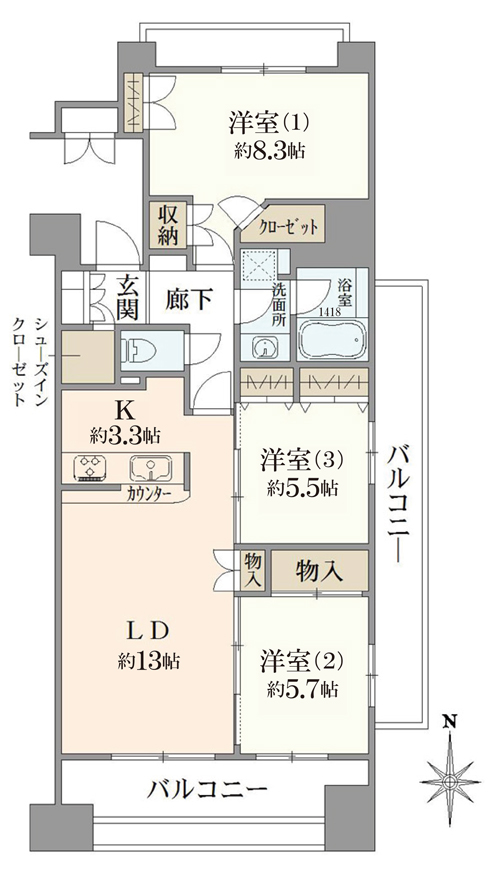 洋室(1)
約8.3帖
収納
クローゼット
玄関
廊下
洗面所
浴室
1418
シューズイン
クローゼット
K
約3.3帖
カウンター
洋室(3)
約5.5帖
バルコニー
物入
物入
LD
約13帖
洋室(2)
約5.7帖
N
バルコニー